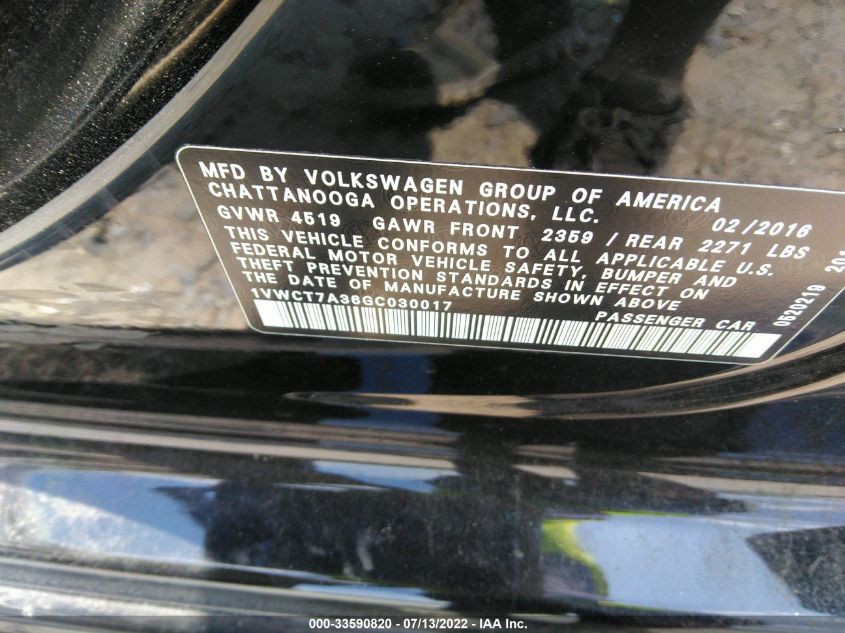 MFD BY VOLKSWAGEN GROUP OF AMERICA
CHATTANOOGA OPERATIONS, LLC. 02/2016
GVWR 4519 GAWR FRONT 2359 / REAR 2271 LBS
THIS VEHICLE CONFORMS TO ALL APPLICABLE U.S.
FEDERAL MOTOR VEHICLE SAFETY, BUMPER AND
THEFT PREVENTION STANDARDS IN EFFECT ON
THE DATE OF MANUFACTURE SHOWN ABOVE
1VWCT7A36GC030017 PASSENGER CAR
0520219
000-33590820 - 07/13/2022 - IAA Inc.